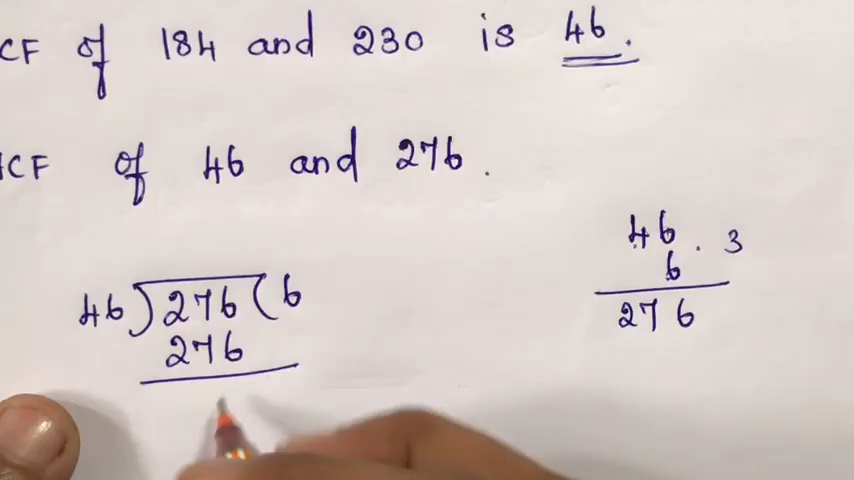 CF of 184 and 230 is 46.
HCF of 46 and 276.
46 . 3
6
276
46 ) 276 ( 6
276